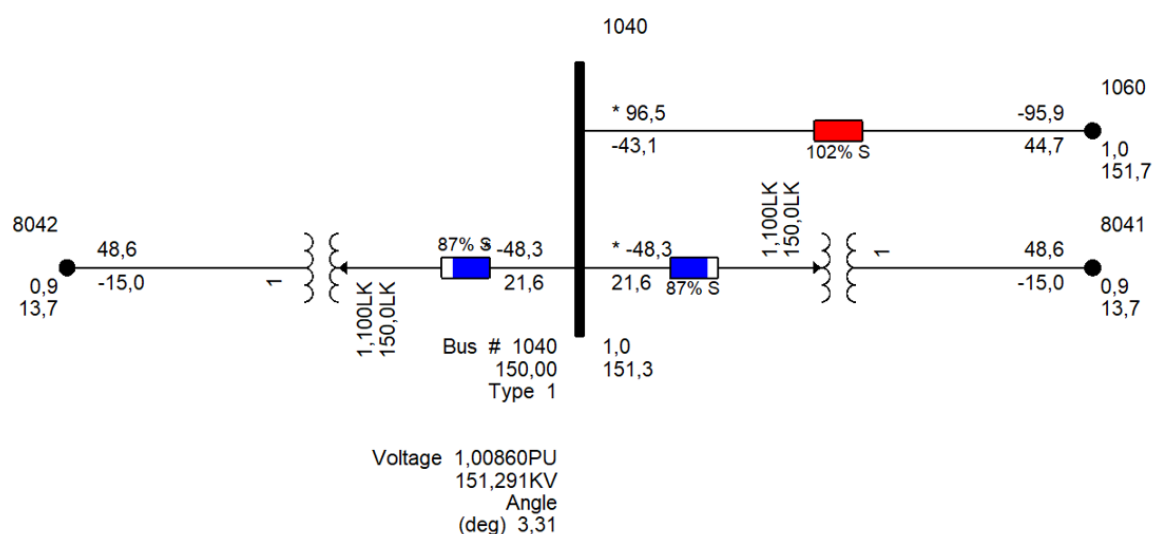 1040
1060
* 96,5
-95,9
-43,1
44,7
102% S
1,0
151,7
8042
8041
1,100LK
150,0LK
48,6
87% S
* -48,3
* -48,3
1
48,6
-15,0
1
21,6
21,6
87% S
-15,0
0,9
13,7
1,100LK
150,0LK
0,9
13,7
Bus # 1040
150,00
Type 1
1,0
151,3
Voltage 1,00860PU
151,291KV
Angle
(deg) 3,31